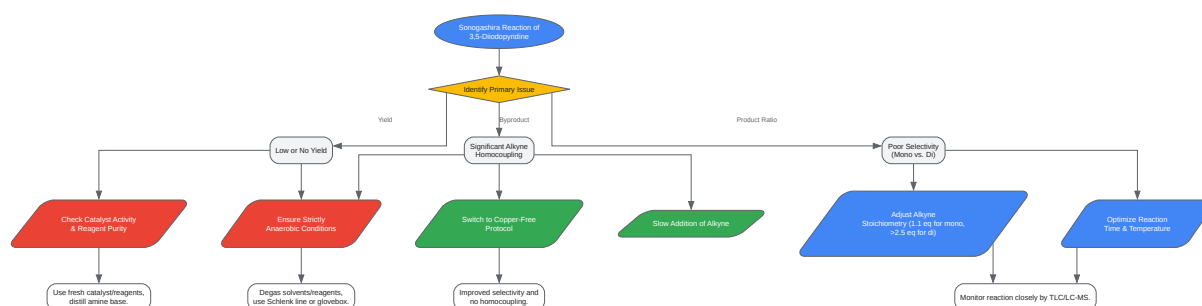 Sonogashira Reaction of
3,5-Diiodopyridine
Identify Primary Issue
Yield
Byproduct
Product Ratio
Low or No Yield
Significant Alkyne
Homocoupling
Poor Selectivity
(Mono vs. Di)
Check Catalyst Activity
& Reagent Purity
Ensure Strictly
Anaerobic Conditions
Switch to Copper-Free
Protocol
Slow Addition of Alkyne
Adjust Alkyne
Stoichiometry (1.1 eq for mono,
>2.5 eq for di)
Optimize Reaction
Time & Temperature
Use fresh catalyst/reagents,
distill amine base.
Degas solvents/reagents,
use Schlenk line or glovebox.
Improved selectivity and
no homocoupling.
Monitor reaction closely by TLC/LC-MS.